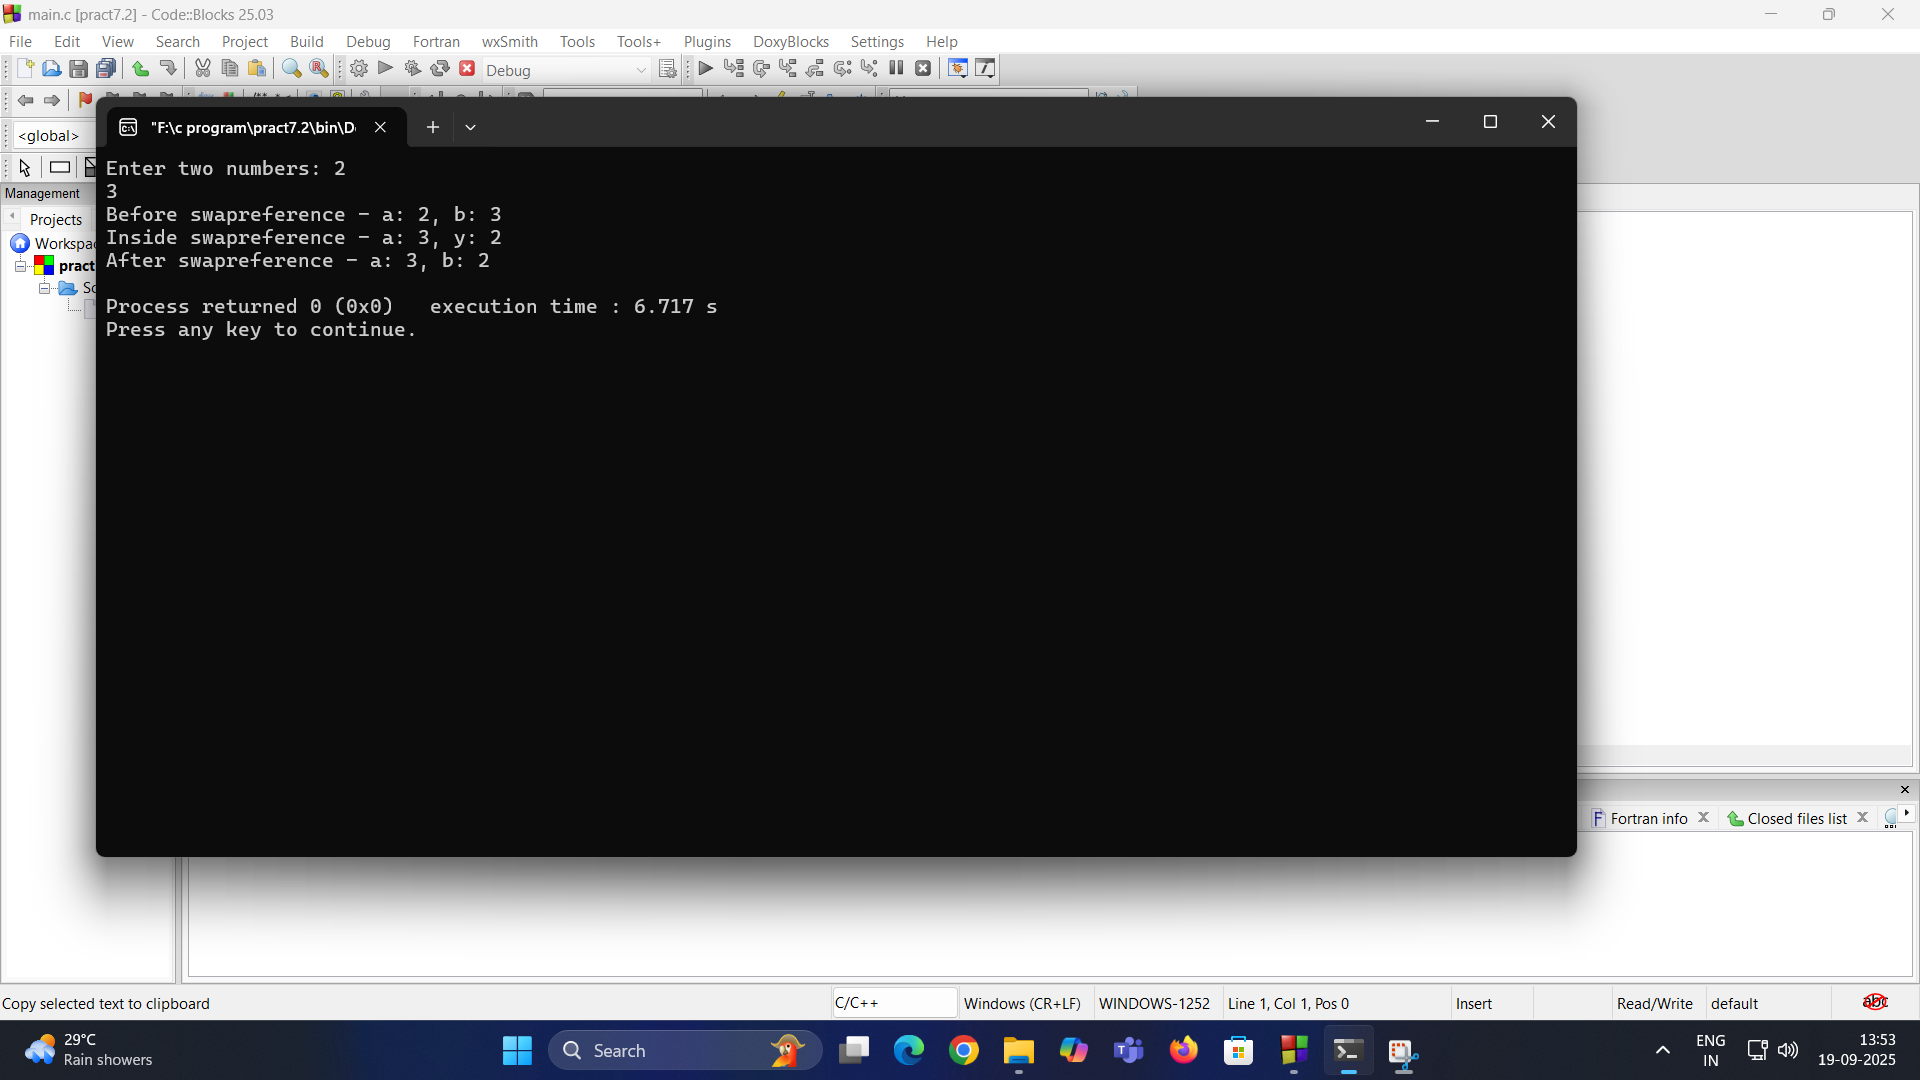 main.c [pract7.2] - Code::Blocks 25.03
File Edit View Search Project Build Debug Fortran wxSmith Tools Tools+ Plugins DoxyBlocks Settings Help
Debug
<global>
"F:\c program\pract7.2\bin\D
Management
Projects
Workspa
pract
So
Enter two numbers: 2
3
Before swapreference - a: 2, b: 3
Inside swapreference - a: 3, y: 2
After swapreference - a: 3, b: 2
Process returned 0 (0x0)   execution time : 6.717 s
Press any key to continue.
Fortran info
Closed files list
Copy selected text to clipboard
C/C++
Windows (CR+LF)
WINDOWS-1252
Line 1, Col 1, Pos 0
Insert
Read/Write
default
abc
29°C
Rain showers
Search
ENG
IN
13:53
19-09-2025